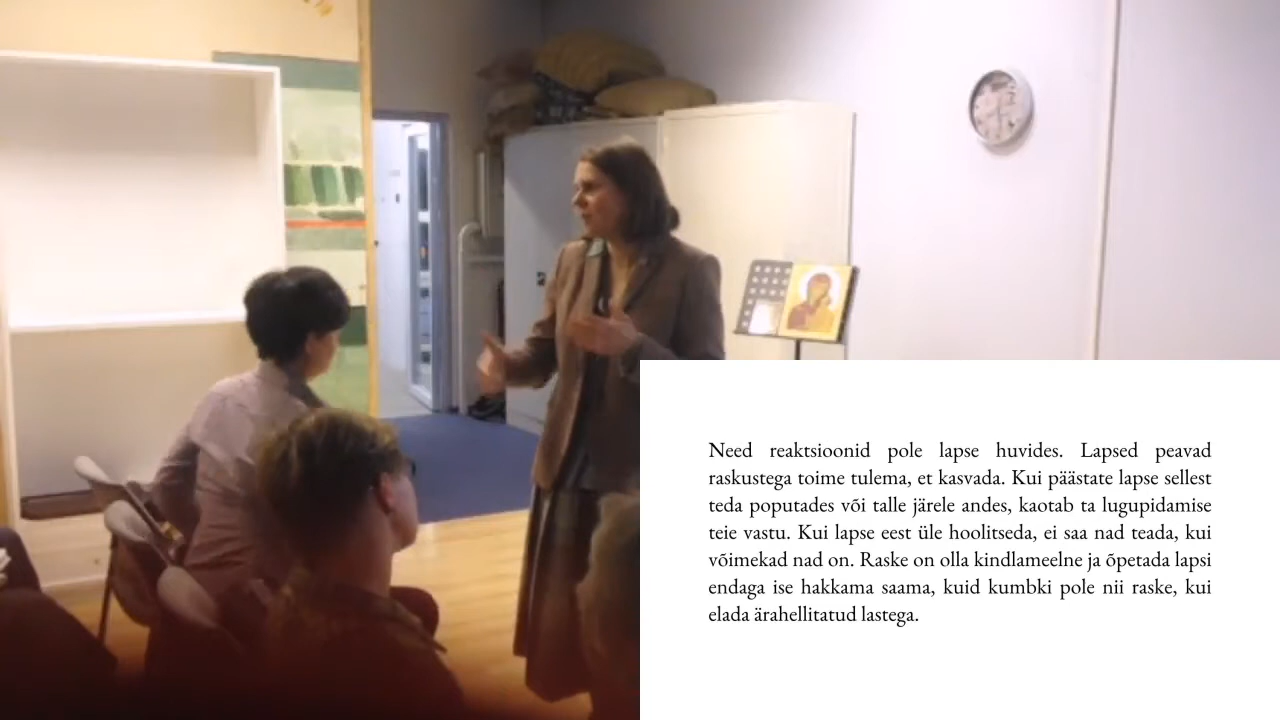 Need reaktsioonid pole lapse huvides. Lapsed peavad
raskustega toime tulema, et kasvada. Kui päästate lapse sellest
teda poputades või talle järele andes, kaotab ta lugupidamise
teie vastu. Kui lapse eest üle hoolitseda, ei saa nad teada, kui
võimekad nad on. Raske on olla kindlameelne ja õpetada lapsi
endaga ise hakkama saama, kuid kumbki pole nii raske, kui
elada ärahellitatud lastega.